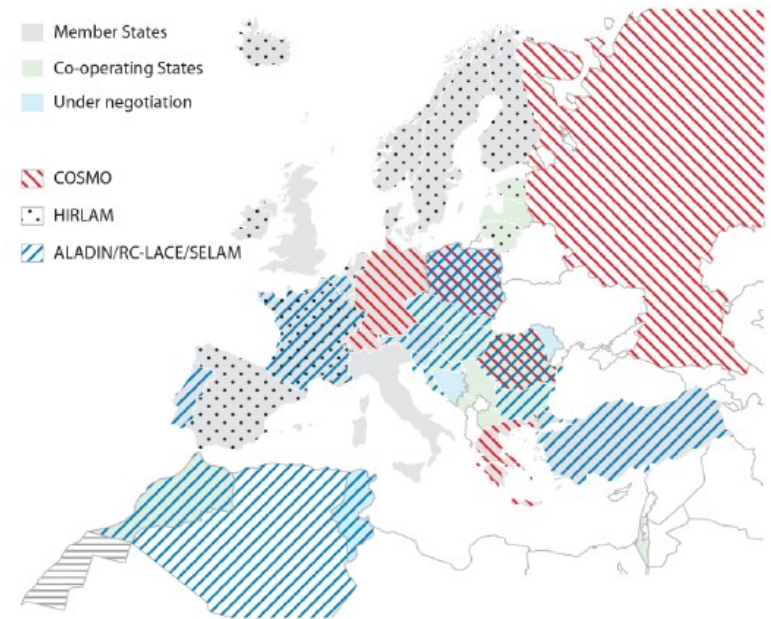 Member States
Co-operating States
Under negotiation
COSMO
HIRLAM
ALADIN/RC-LACE/SELAM